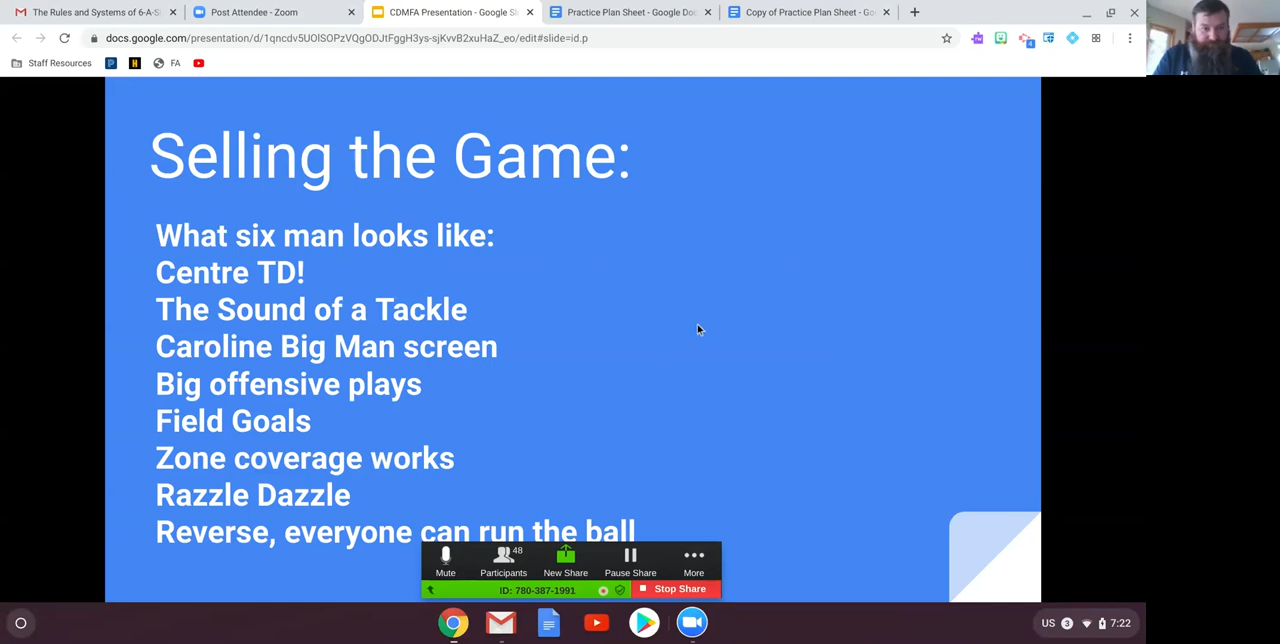 The Rules and Systems of 6-A-Si
Post Attendee - Zoom
CDMFA Presentation - Google Sl
Practice Plan Sheet - Google Doc
Copy of Practice Plan Sheet - Go
docs.google.com/presentation/d/1qncdv5UOlSOPzVQgODJtFggH3ys-sjKvvB2xuHaZ_eo/edit#slide=id.p
Staff Resources
FA
Selling the Game:
What six man looks like:
Centre TD!
The Sound of a Tackle
Caroline Big Man screen
Big offensive plays
Field Goals
Zone coverage works
Razzle Dazzle
Reverse, everyone can run the ball
48
Mute
Participants
New Share
Pause Share
More
ID: 780-387-1991
Stop Share
US
3
7:22